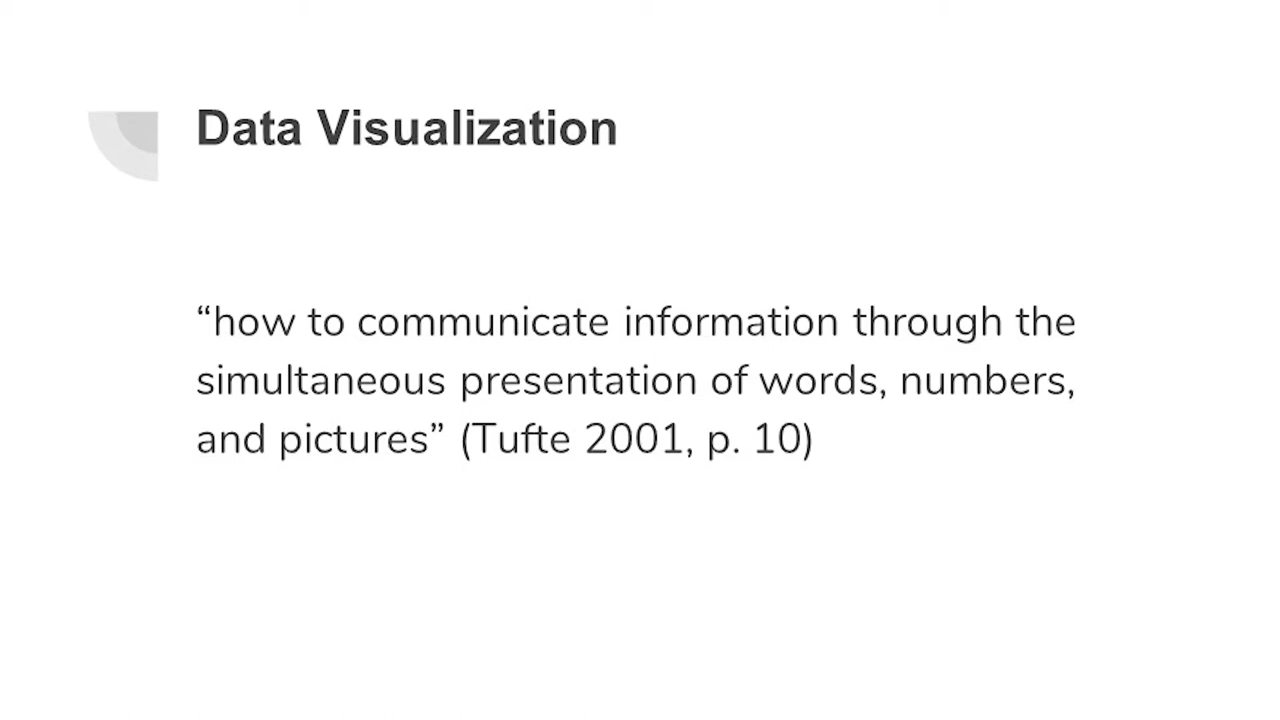 Data Visualization
“how to communicate information through the
simultaneous presentation of words, numbers,
and pictures” (Tufte 2001, p. 10)